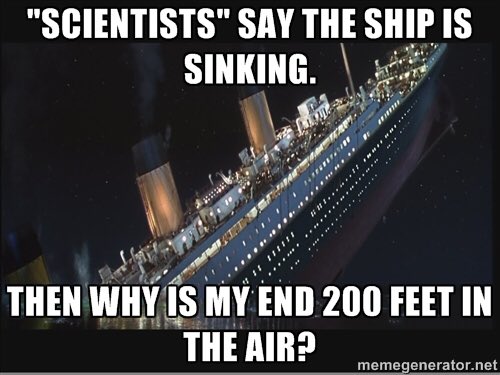 "SCIENTISTS" SAY THE SHIP IS
SINKING.
THEN WHY IS MY END 200 FEET IN
THE AIR?
memegenerator.net